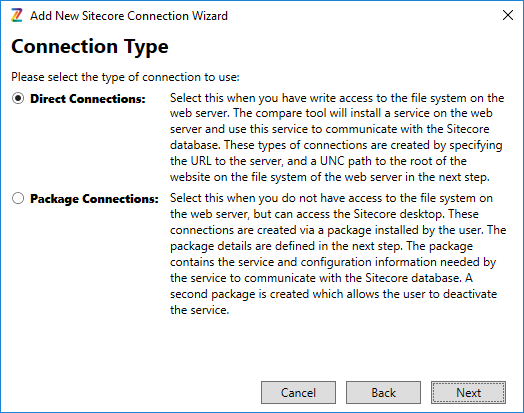 Add New Sitecore Connection Wizard
Connection Type
Please select the type of connection to use:
Direct Connections:
Select this when you have write access to the file system on the
web server. The compare tool will install a service on the web
server and use this service to communicate with the Sitecore
database. These types of connections are created by specifying
the URL to the server, and a UNC path to the root of the
website on the file system of the web server in the next step.
Package Connections:
Select this when you do not have access to the file system on
the web server, but can access the Sitecore desktop. These
connections are created via a package installed by the user. The
package details are defined in the next step. The package
contains the service and configuration information needed by
the service to communicate with the Sitecore database. A
second package is created which allows the user to deactivate
the service.
Cancel
Back
Next